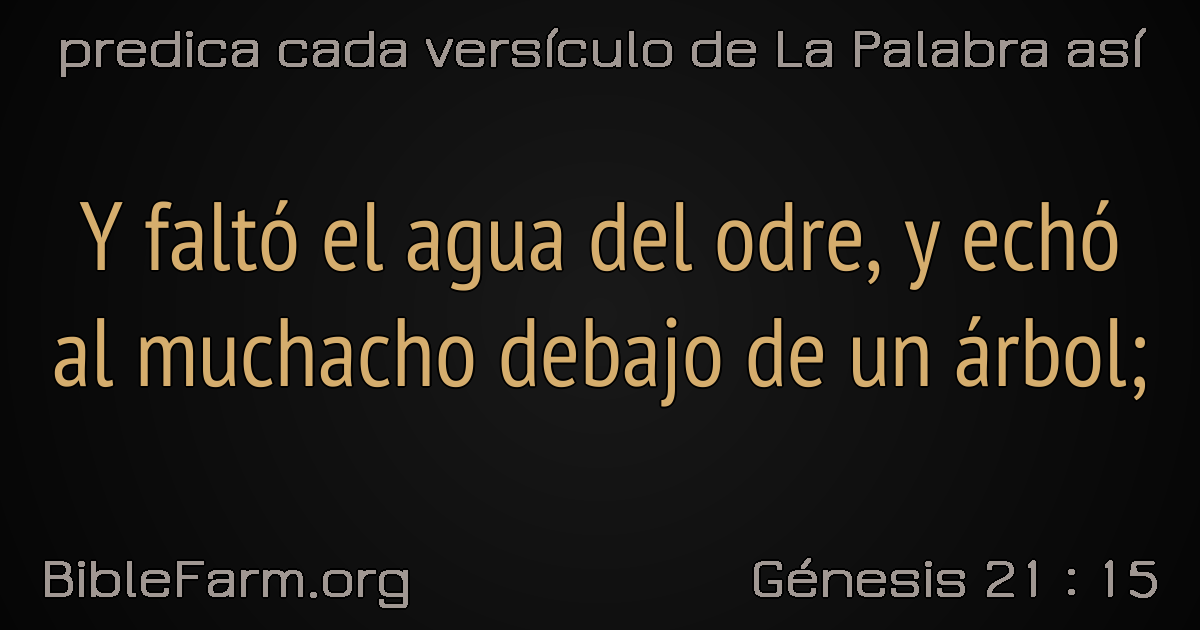 predica cada versículo de La Palabra así
Y faltó el agua del odre, y echó
al muchacho debajo de un árbol;
BibleFarm.org
Génesis 21 : 15